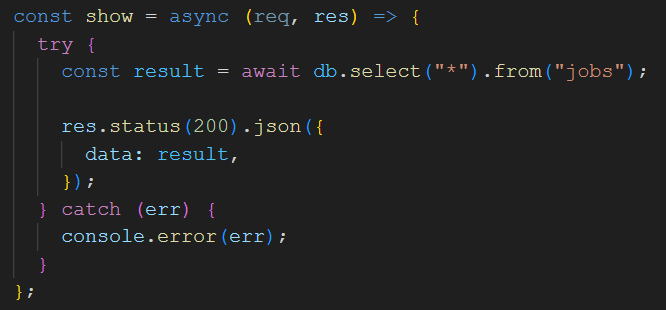 const show = async (req, res) => {
  try {
    const result = await db.select("*").from("jobs");

    res.status(200).json({
      data: result,
    });
  } catch (err) {
    console.error(err);
  }
};